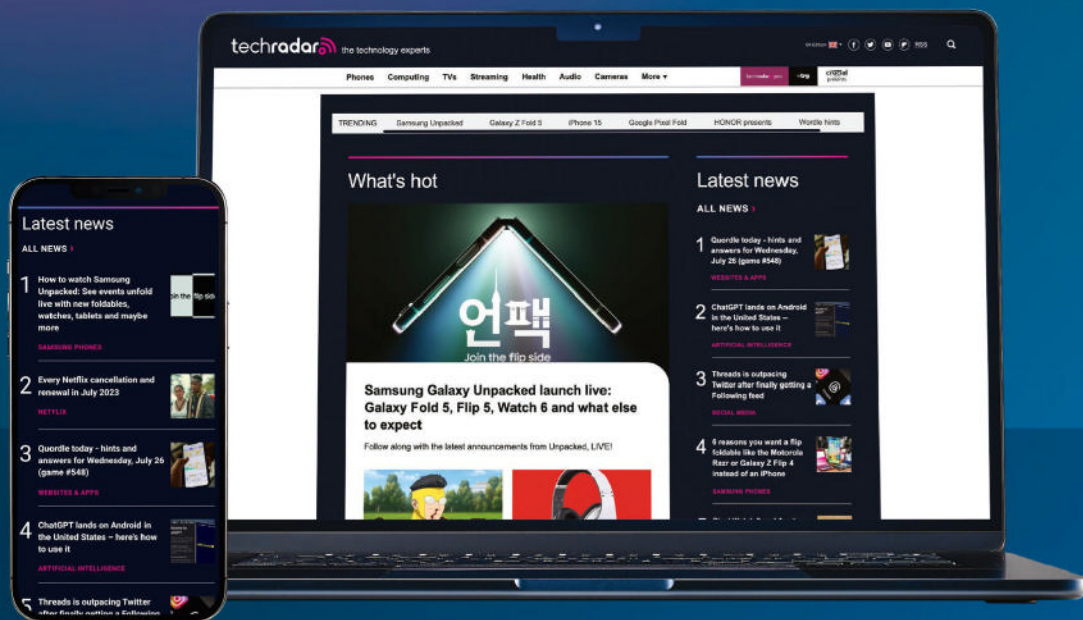 techradar the technology experts
RSS
Phones Computing TVs Streaming Health Audio Cameras More
TRENDING Samsung Unpacked Galaxy Z Fold 5 iPhone 15 Google Pixel Fold HONOR presents Wordle hints
What's hot
언팩
Join the flip side
Samsung Galaxy Unpacked launch live:
Galaxy Fold 5, Flip 5, Watch 6 and what else
to expect
Follow along with the latest announcements from Unpacked, LIVE!
Latest news
ALL NEWS
1 Quordle today - hints and
answers for Wednesday,
July 26 (game #548)
WEBSITES & APPS
2 ChatGPT lands on Android
in the United States –
here's how to use it
ARTIFICIAL INTELLIGENCE
3 Threads is outpacing
Twitter after finally getting a
Following feed
SOCIAL MEDIA
4 6 reasons you want a flip
foldable like the Motorola
Razr or Galaxy Z Flip 4
instead of an iPhone
SAMSUNG PHONES
Latest news
ALL NEWS
1 How to watch Samsung
Unpacked: See events unfold
live with new foldables,
watches, tablets and maybe
more
SAMSUNG PHONES
2 Every Netflix cancellation and
renewal in July 2023
NETFLIX
3 Quordle today - hints and
answers for Wednesday, July 26
(game #548)
WEBSITES & APPS
4 ChatGPT lands on Android in
the United States – here's how
to use it
ARTIFICIAL INTELLIGENCE
5 Threads is outpacing Twitter
after finally getting a Following